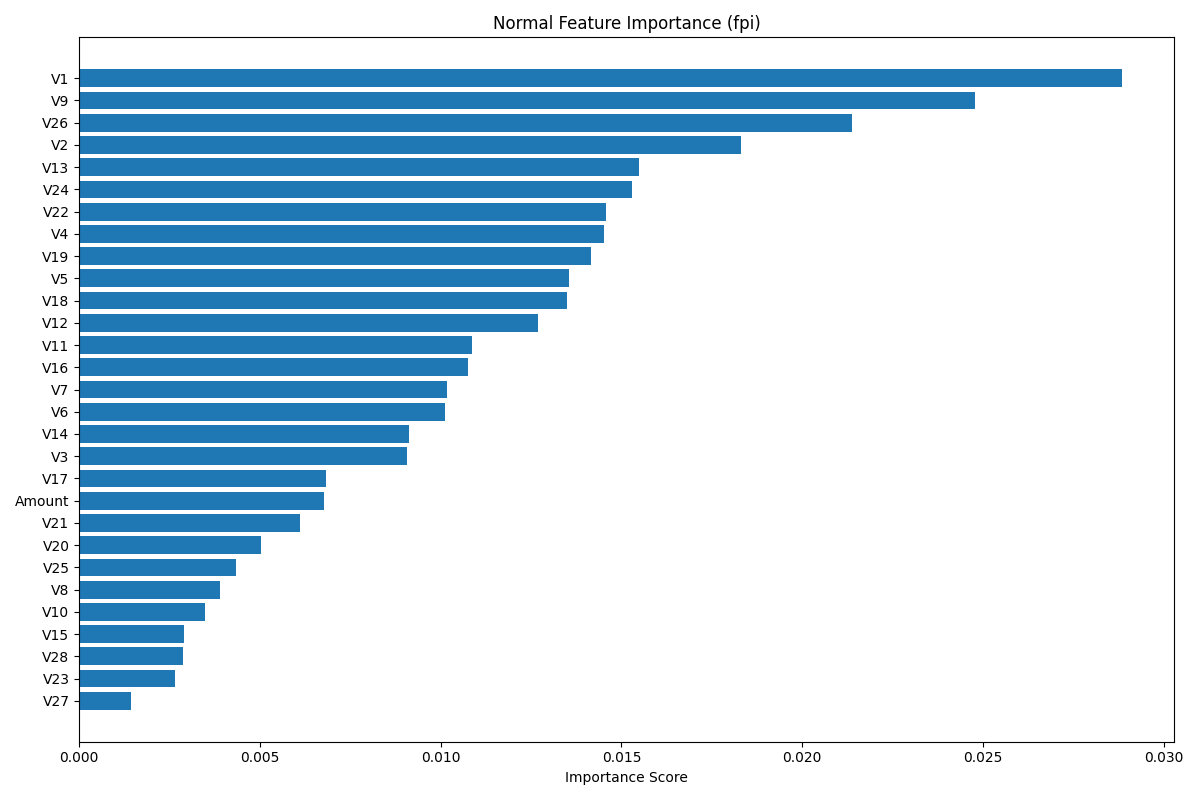 Normal Feature Importance (fpi)
V1
V9
V26
V2
V13
V24
V22
V4
V19
V5
V18
V12
V11
V16
V7
V6
V14
V3
V17
Amount
V21
V20
V25
V8
V10
V15
V28
V23
V27
0.000 0.005 0.010 0.015 0.020 0.025 0.030
Importance Score